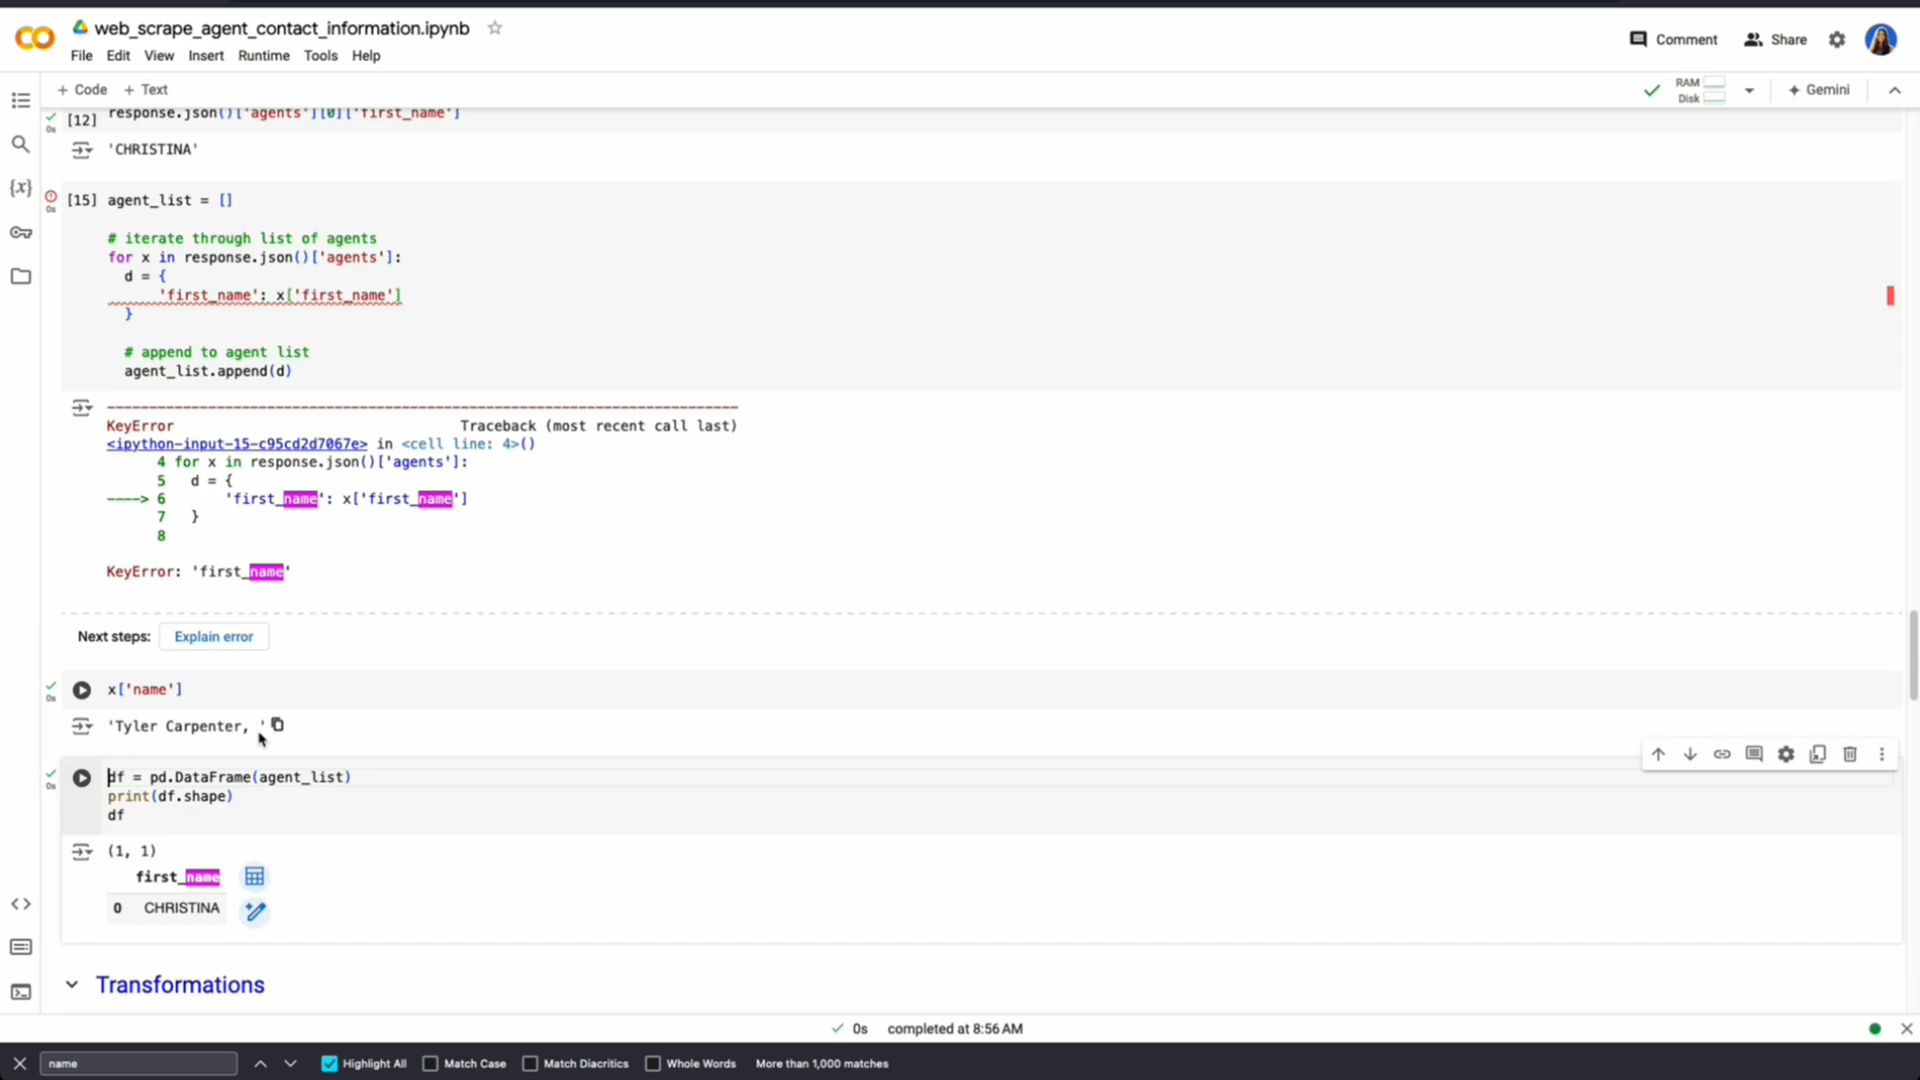 web_scrape_agent_contact_information.ipynb
File Edit View Insert Runtime Tools Help
Comment
Share
+ Code + Text
RAM
Disk
Gemini
0s
[12] response.json()['agents'][0]['first_name']
'CHRISTINA'
0s
[15] agent_list = []
# iterate through list of agents
for x in response.json()['agents']:
d = {
'first_name': x['first_name']
}
# append to agent list
agent_list.append(d)
---------------------------------------------------------------------------
KeyError Traceback (most recent call last)
<ipython-input-15-c95cd2d7067e> in <cell line: 4>()
4 for x in response.json()['agents']:
5 d = {
----> 6 'first_name': x['first_name']
7 }
8
KeyError: 'first_name'
Next steps: Explain error
0s
x['name']
'Tyler Carpenter, '
0s
df = pd.DataFrame(agent_list)
print(df.shape)
df
(1, 1)
first_name
0 CHRISTINA
Transformations
0s completed at 8:56 AM
name
Highlight All Match Case Match Diacritics Whole Words More than 1,000 matches